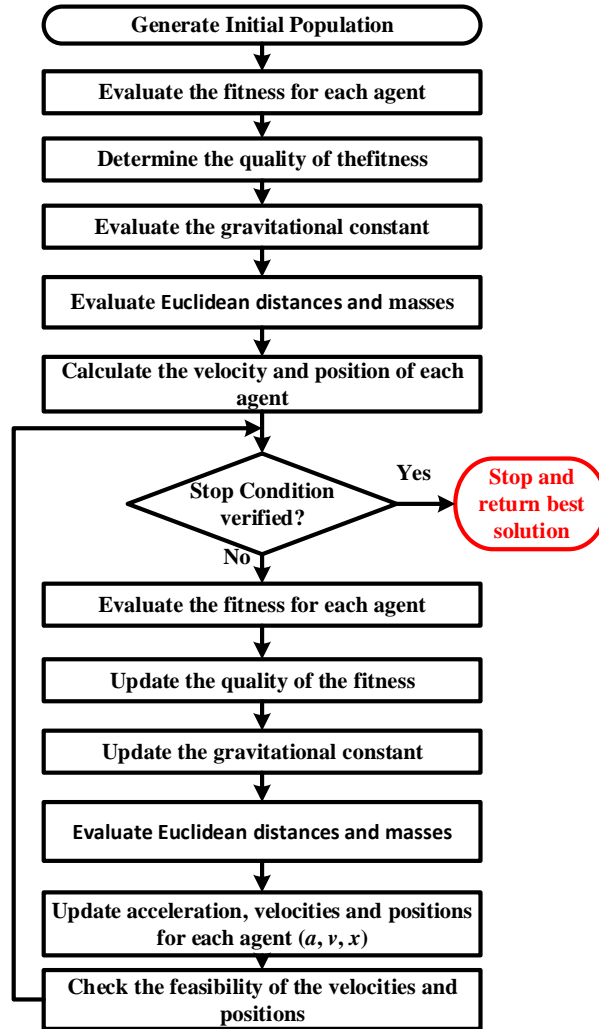 Generate Initial Population
Evaluate the fitness for each agent
Determine the quality of thefitness
Evaluate the gravitational constant
Evaluate Euclidean distances and masses
Calculate the velocity and position of each
agent
Stop Condition
verified?
Yes
Stop and
return best
solution
No
Evaluate the fitness for each agent
Update the quality of the fitness
Update the gravitational constant
Evaluate Euclidean distances and masses
Update acceleration, velocities and positions
for each agent (a, v, x)
Check the feasibility of the velocities and
positions